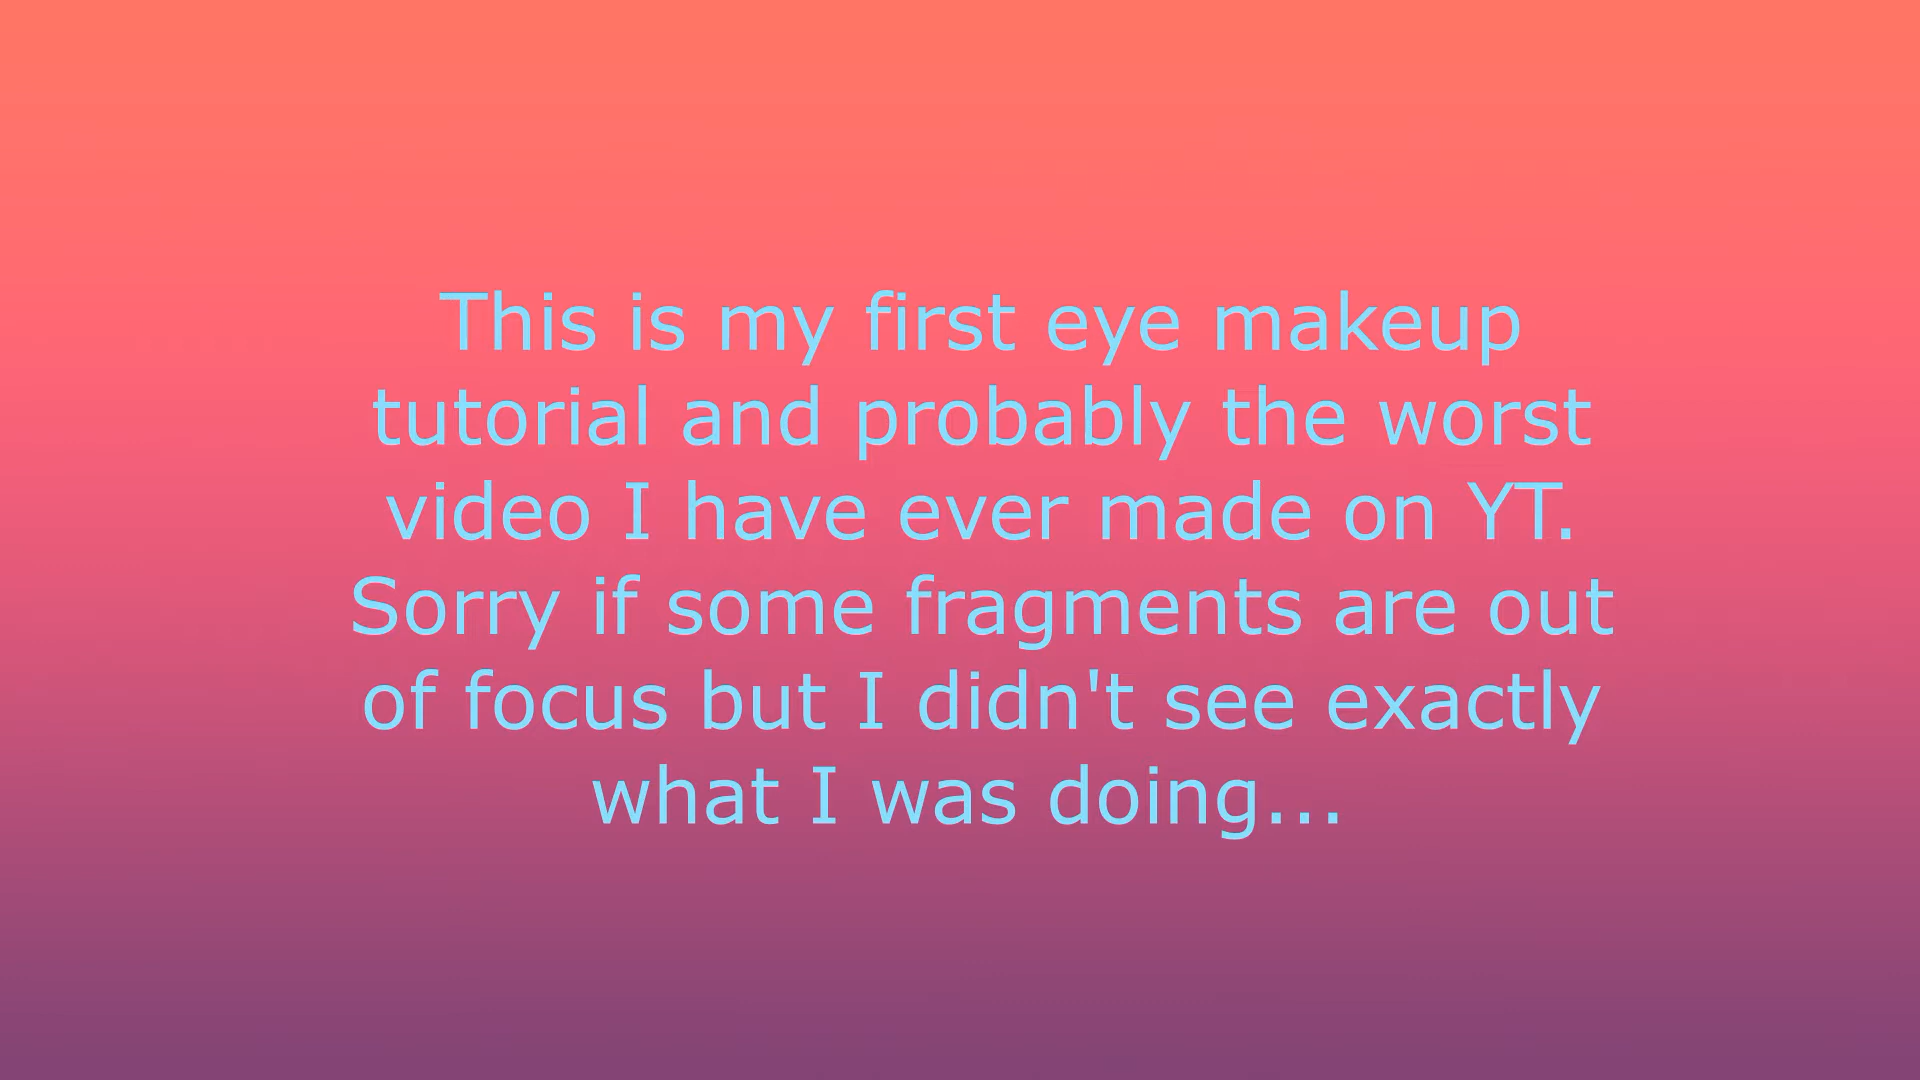 This is my first eye makeup
tutorial and probably the worst
video I have ever made on YT.
Sorry if some fragments are out
of focus but I didn't see exactly
what I was doing...